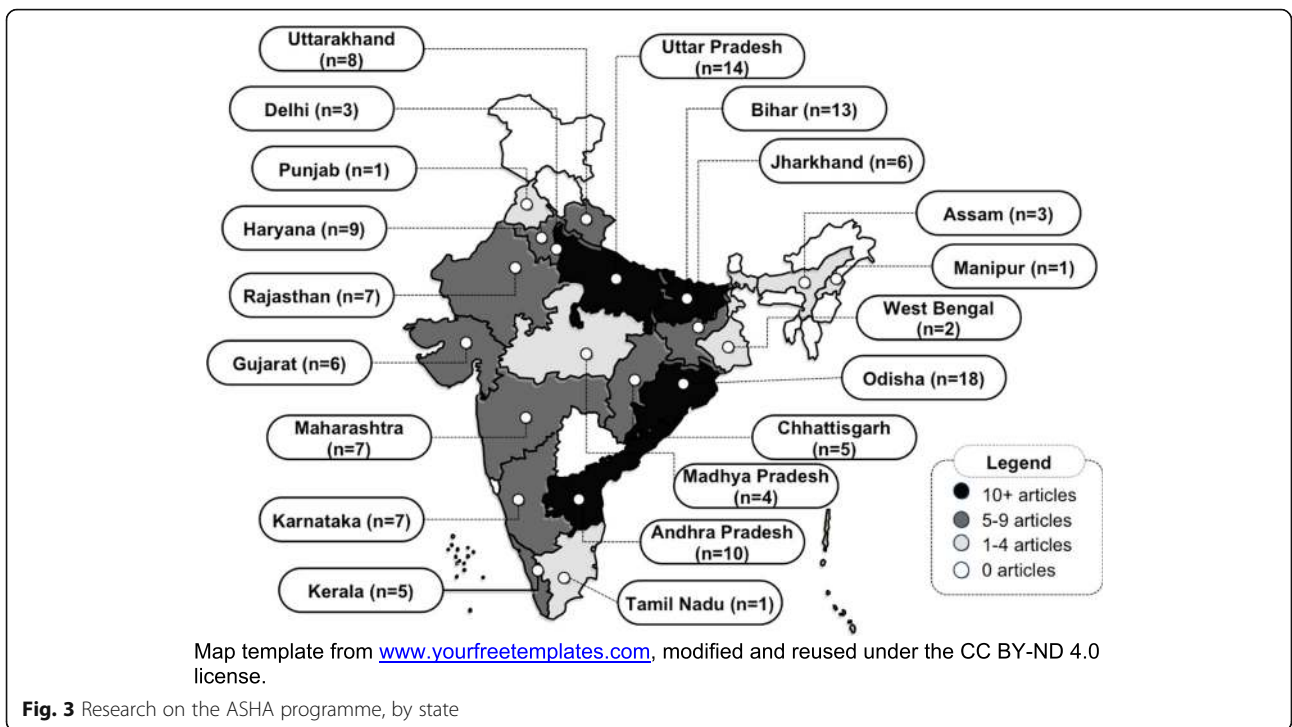 Uttarakhand
(n=8)
Uttar Pradesh
(n=14)
Delhi (n=3)
Bihar (n=13)
Punjab (n=1)
Jharkhand (n=6)
Haryana (n=9)
Assam (n=3)
Manipur (n=1)
Rajasthan (n=7)
West Bengal
(n=2)
Gujarat (n=6)
Odisha (n=18)
Maharashtra
(n=7)
Chhattisgarh
(n=5)
Madhya Pradesh
(n=4)
Karnataka (n=7)
Andhra Pradesh
(n=10)
Kerala (n=5)
Tamil Nadu (n=1)
Legend
10+ articles
5-9 articles
1-4 articles
0 articles
Map template from www.yourfreetemplates.com, modified and reused under the CC BY-ND 4.0
license.
Fig. 3 Research on the ASHA programme, by state